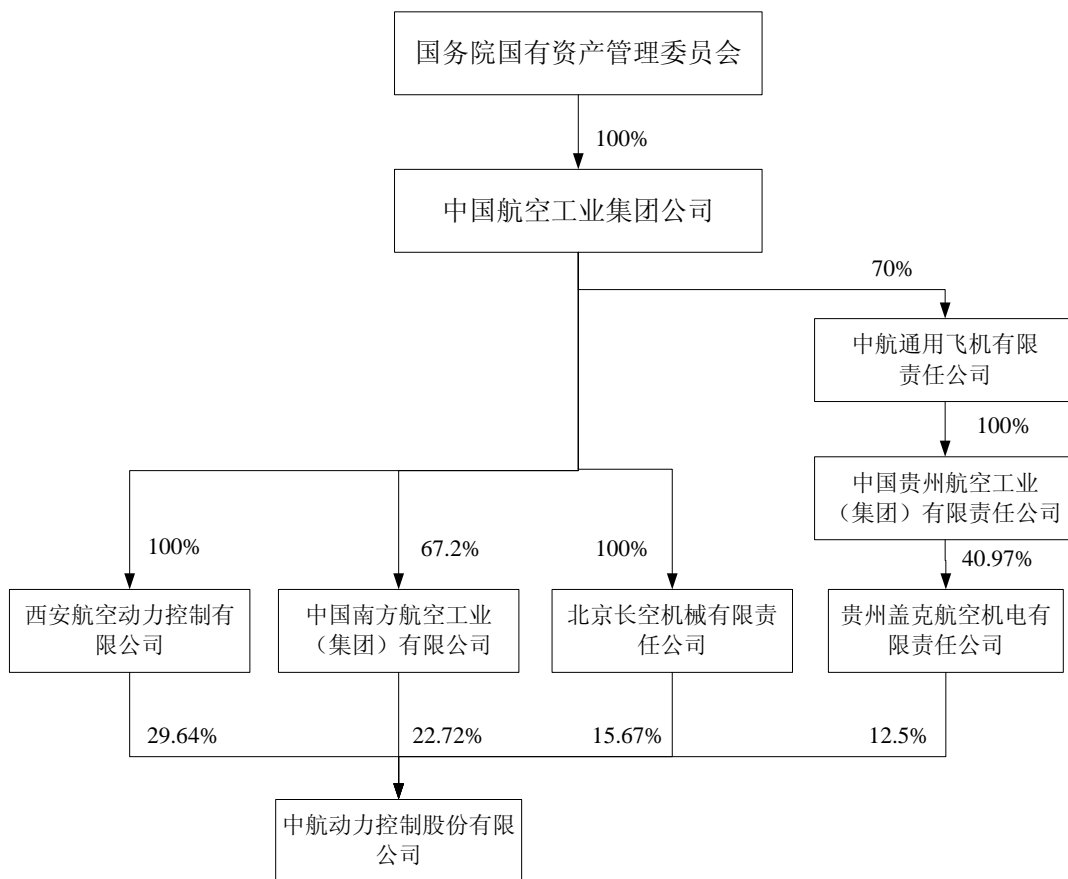 国务院国有资产管理委员会
100%
中国航空工业集团公司
70%
中航通用飞机有限
责任公司
100%
中国贵州航空工业
（集团）有限责任公司
100%
67.2%
100%
40.97%
西安航空动力控制有
限公司
中国南方航空工业
（集团）有限公司
北京长空机械有限责
任公司
贵州盖克航空机电有
限责任公司
29.64%
22.72%
15.67%
12.5%
中航动力控制股份有限
公司